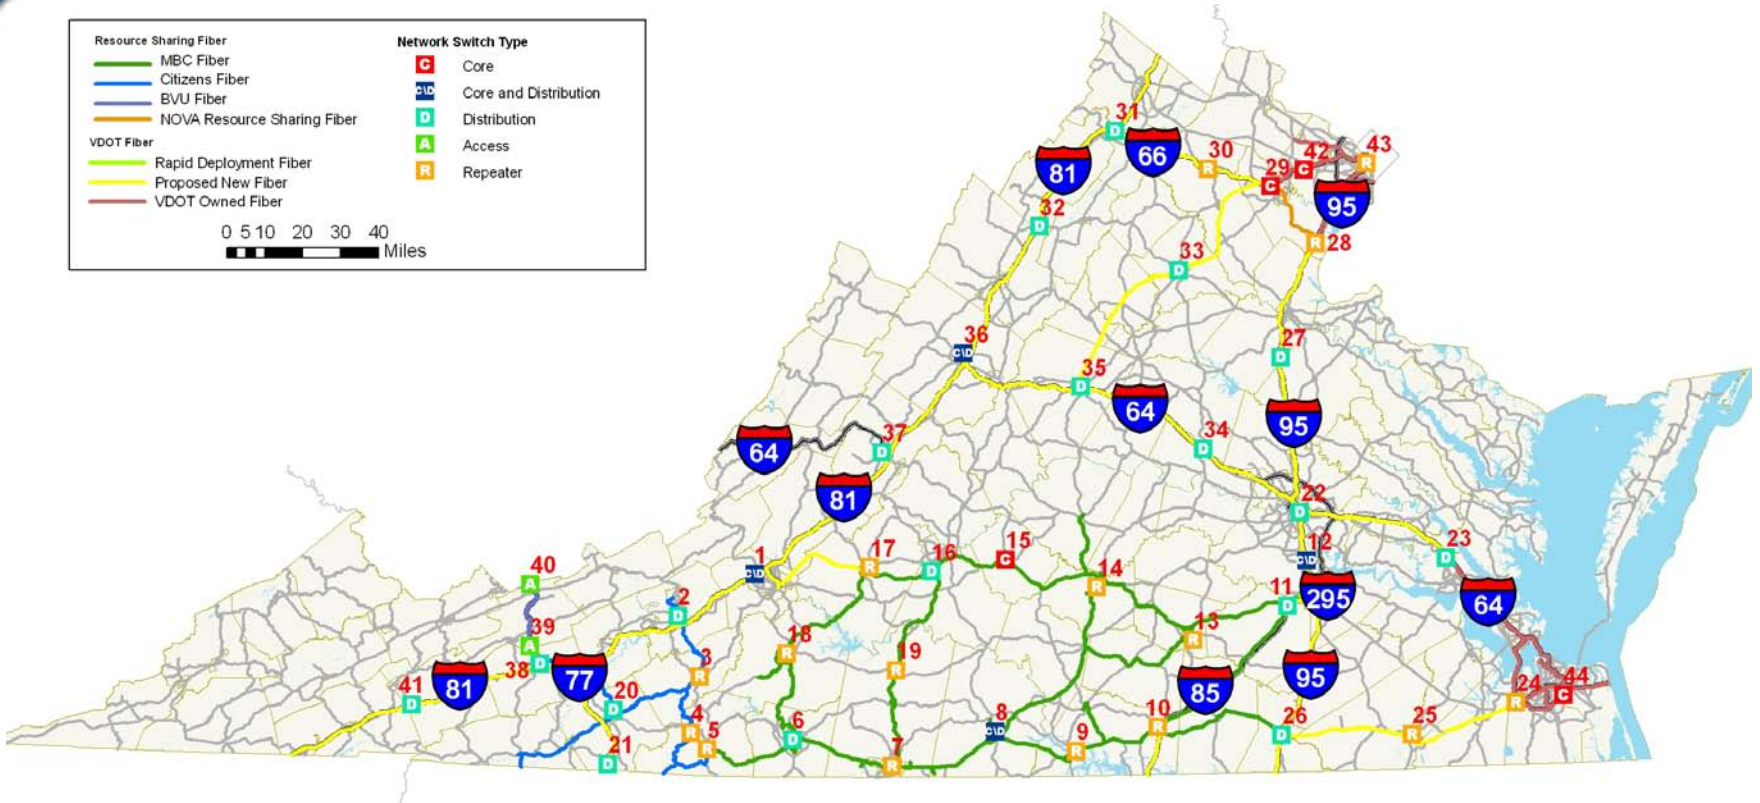 Resource Sharing Fiber
MBC Fiber
Citizens Fiber
BVU Fiber
NOVA Resource Sharing Fiber
VDOT Fiber
Rapid Deployment Fiber
Proposed New Fiber
VDOT Owned Fiber
Network Switch Type
C Core
C\D Core and Distribution
D Distribution
A Access
R Repeater
0 5 10 20 30 40
Miles
31
D
66
81
30
R
29
C
42
C
43
R
95
32
D
33
D
R 28
36
C\D
27
D
35
D
64
95
37
D
64
34
D
81
22
D
23
D
12
C\D
1
C\D
17
R
16
D
15
C
14
R
40
A
2
D
11
D
295
64
39
A
38 D
18
R
19
R
13
R
3
R
77
81
41
D
20
D
85
95
24
R
44
C
4
R
5
R
6
D
8
C\D
10
R
26
D
25
R
9
R
21
D
7
R